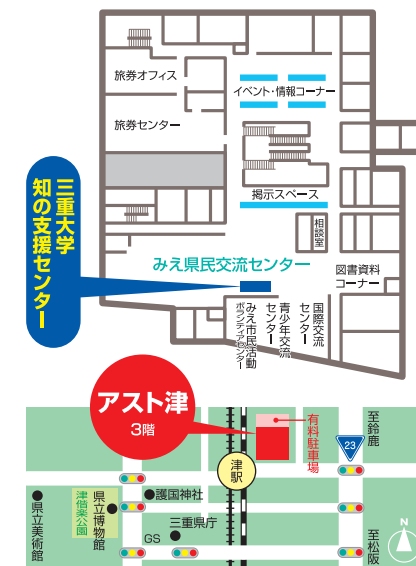 旅券オフィス
イベント・情報コーナー
旅券センター
掲示スペース
相談室
三重大学
知の支援センター
みえ県民交流センター
図書資料
コーナー
みえ市民活動
ボランティアセンター
青少年交流
センター
国際交流
センター
アスト津
3階
有料駐車場
至鈴鹿
23
津駅
津偕楽公園
県立博物館
護国神社
県立美術館
三重県庁
GS
至松阪
N